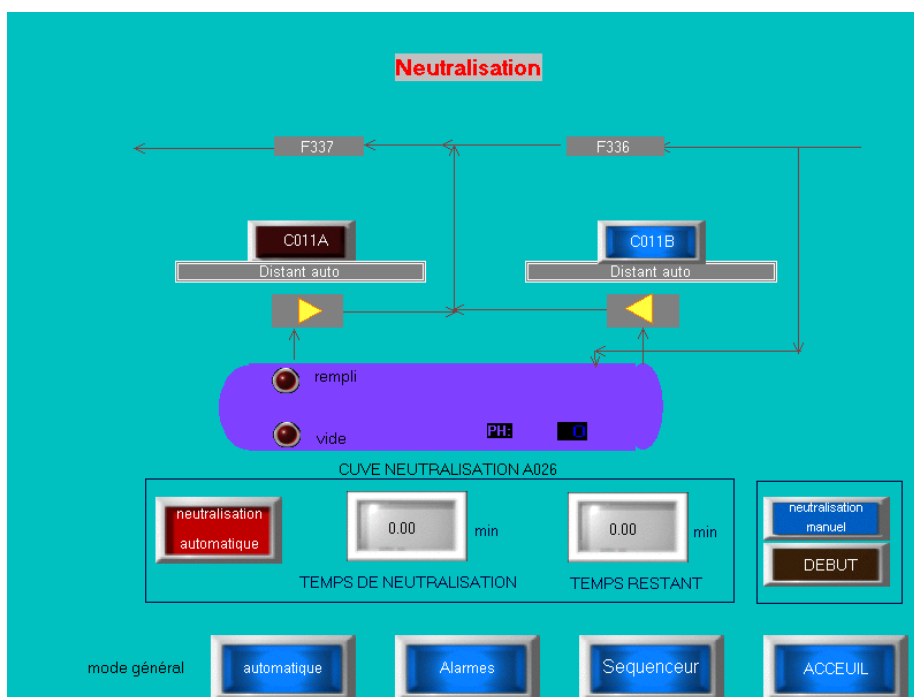 Neutralisation
F337
F336
C011A
C011B
Distant auto
Distant auto
rempli
vide
PH:
0
CUVE NEUTRALISATION A026
neutralisation
automatique
0.00
min
0.00
min
TEMPS DE NEUTRALISATION
TEMPS RESTANT
neutralisation
manuel
DEBUT
mode général
automatique
Alarmes
Sequenceur
ACCEUIL